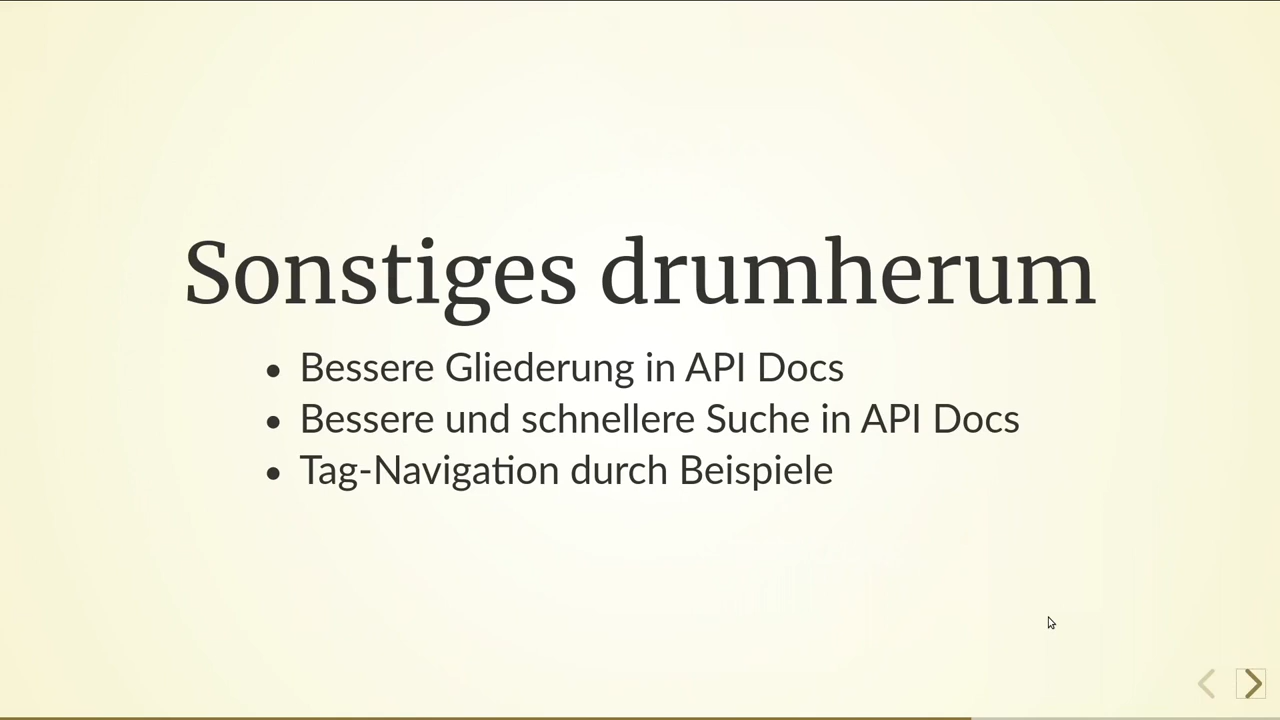 Sonstiges drumherum
• Bessere Gliederung in API Docs
• Bessere und schnellere Suche in API Docs
• Tag-Navigation durch Beispiele